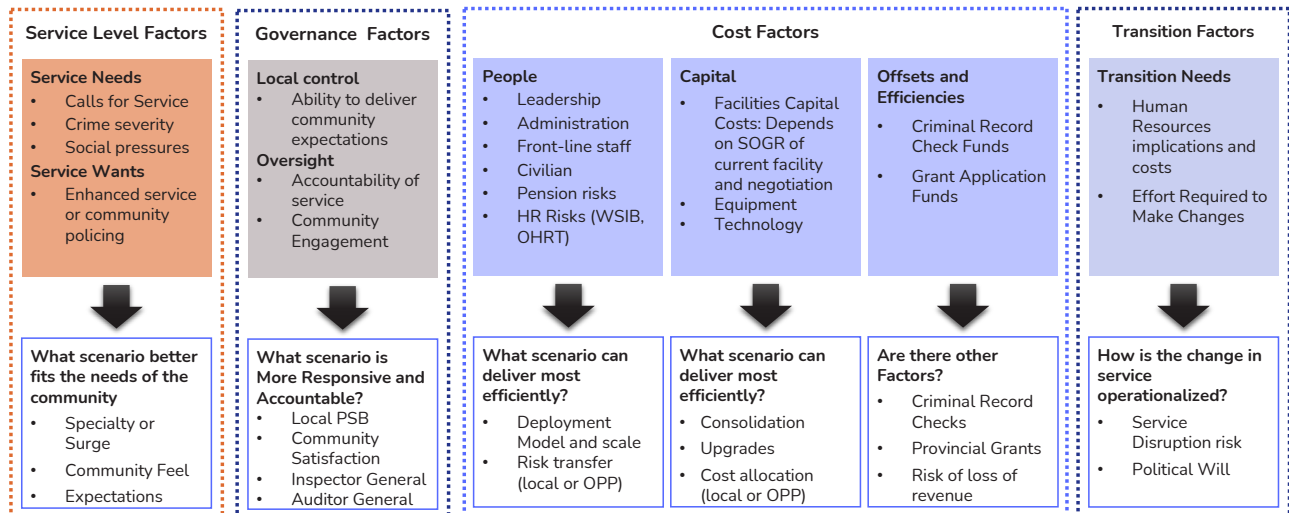 Service Level Factors
Service Needs
• Calls for Service
• Crime severity
• Social pressures
Service Wants
• Enhanced service
or community
policing
What scenario better
fits the needs of the
community
• Specialty or
Surge
• Community Feel
• Expectations
Governance Factors
Local control
• Ability to deliver
community
expectations
Oversight
• Accountability of
service
• Community
Engagement
What scenario is
More Responsive and
Accountable?
• Local PSB
• Community
Satisfaction
• Inspector General
• Auditor General
Cost Factors
People
• Leadership
• Administration
• Front-line staff
• Civilian
• Pension risks
• HR Risks (WSIB,
OHRT)
What scenario can
deliver most
efficiently?
• Deployment
Model and scale
• Risk transfer
(local or OPP)
Capital
• Facilities Capital
Costs: Depends
on SOGR of
current facility
and negotiation
• Equipment
• Technology
What scenario can
deliver most
efficiently?
• Consolidation
• Upgrades
• Cost allocation
(local or OPP)
Offsets and
Efficiencies
• Criminal Record
Check Funds
• Grant Application
Funds
Are there other
Factors?
• Criminal Record
Checks
• Provincial Grants
• Risk of loss of
revenue
Transition Factors
Transition Needs
• Human
Resources
implications and
costs
• Effort Required to
Make Changes
How is the change in
service
operationalized?
• Service
Disruption risk
• Political Will